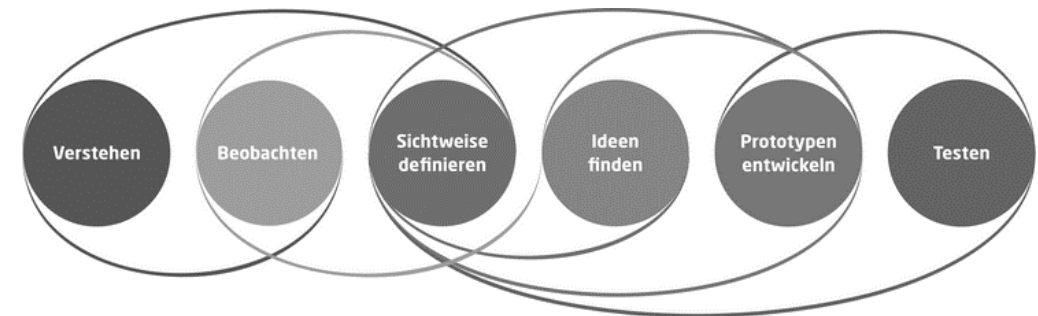 Verstehen
Beobachten
Sichtweise
definieren
Ideen
finden
Prototypen
entwickeln
Testen